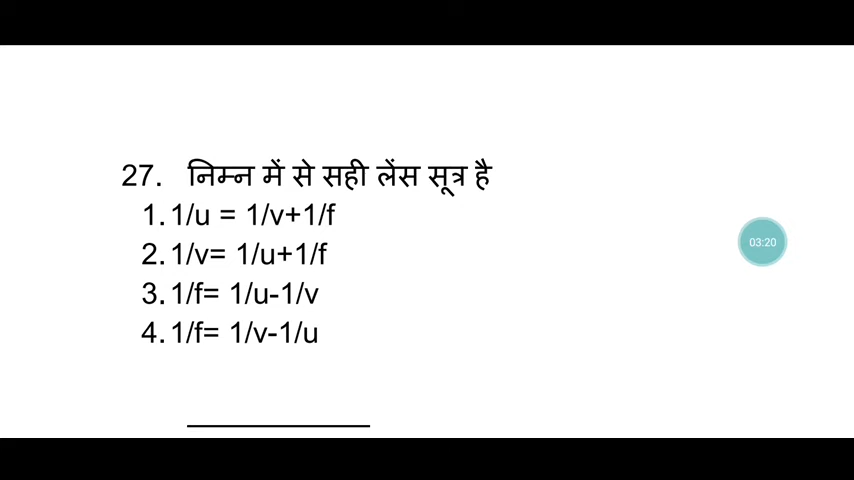 27. निम्न में से सही लेंस सूत्र है
1. 1/u = 1/v+1/f
2. 1/v= 1/u+1/f
3. 1/f= 1/u-1/v
4. 1/f= 1/v-1/u
03:20